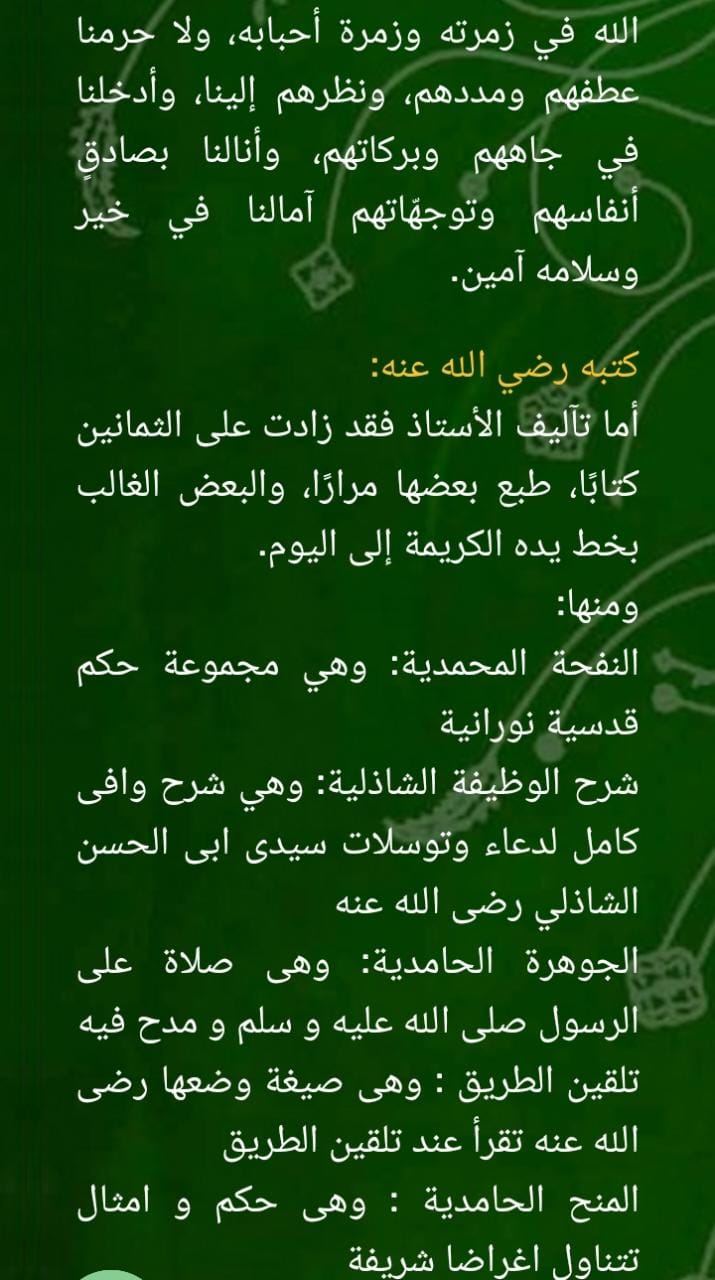 الله في زمرته وزمرة أحبابه، ولا حرمنا
عطفهم ومددهم، ونظرهم إلينا، وأدخلنا
في جاههم وبركاتهم، وأنالنا بصادقٍ
أنفاسهم وتوجهّاتهم آمالنا في خير
وسلامه آمين.
كتبه رضي الله عنه:
أما تآليف الأستاذ فقد زادت على الثمانين
كتابًا، طبع بعضها مرارًا، والبعض الغالب
بخط يده الكريمة إلى اليوم.
ومنها:
النفحة المحمدية: وهي مجموعة حكم
قدسية نورانية
شرح الوظيفة الشاذلية: وهي شرح وافى
كامل لدعاء وتوسلات سيدى ابى الحسن
الشاذلي رضى الله عنه
الجوهرة الحامدية: وهى صلاة على
الرسول صلى الله عليه و سلم و مدح فيه
تلقين الطريق : وهى صيغة وضعها رضى
الله عنه تقرأ عند تلقين الطريق
المنح الحامدية : وهى حكم و امثال
تتناول اغراضا شريفة